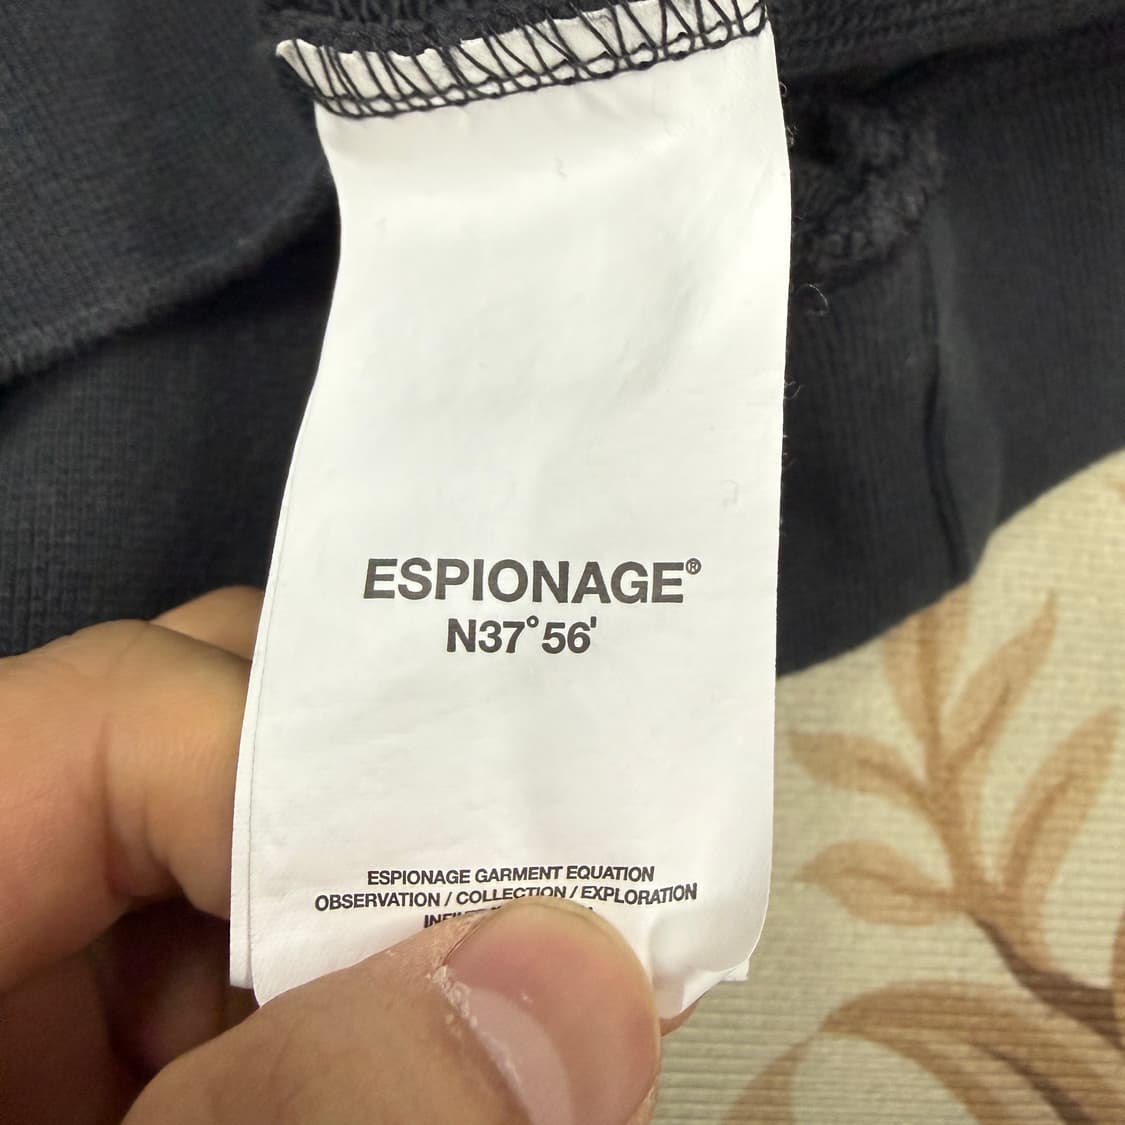 ESPIONAGE®
N37°56'
ESPIONAGE GARMENT EQUATION
OBSERVATION / COLLECTION / EXPLORATION